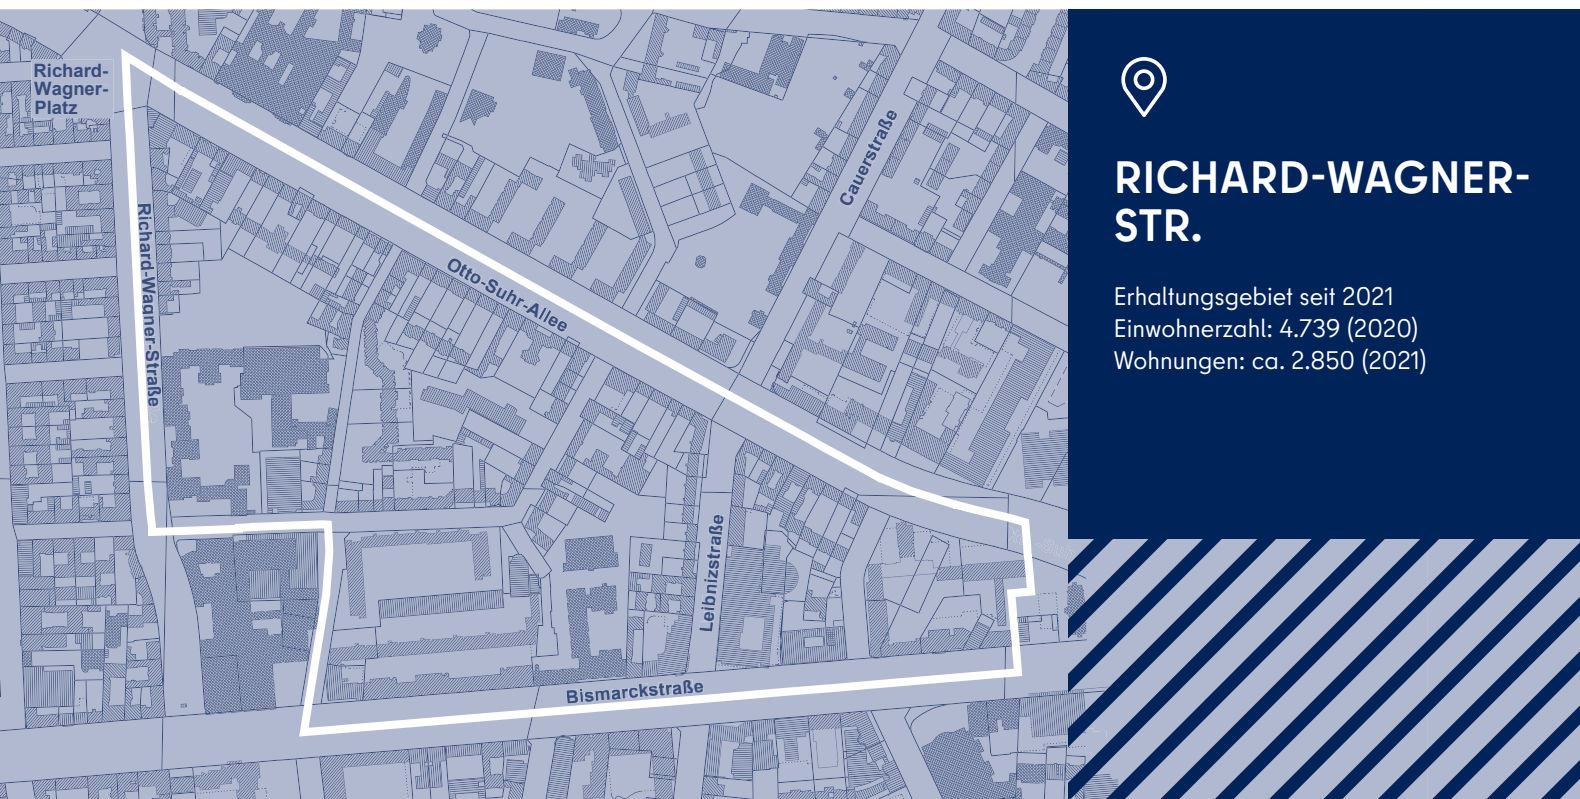 Richard-
Wagner-
Platz
Richard-Wagner-Straße
Otto-Suhr-Allee
Cauerstraße
Leibnizstraße
Bismarckstraße
RICHARD-WAGNER-
STR.
Erhaltungsgebiet seit 2021
Einwohnerzahl: 4.739 (2020)
Wohnungen: ca. 2.850 (2021)